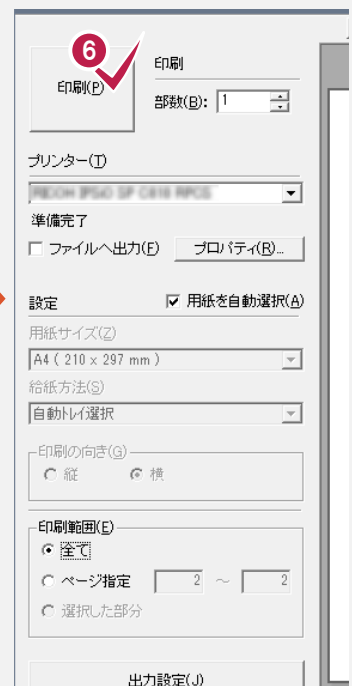 6
印刷(P)
印刷
部数(B): 1
プリンター(T)
準備完了
ファイルへ出力(F) プロパティ(R)...
設定 用紙を自動選択(A)
用紙サイズ(Z)
A4 ( 210 x 297 mm )
給紙方法(S)
自動トレイ選択
印刷の向き(G)
縦 横
印刷範囲(E)
全て
ページ指定 2 ～ 2
選択した部分
出力設定(J)